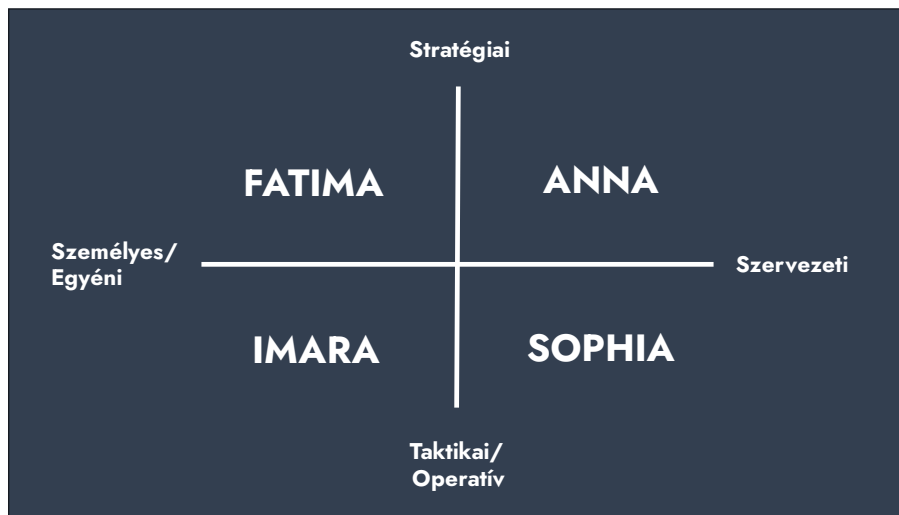 Stratégiai
FATIMA
ANNA
Személyes/
Egyéni
Szervezeti
IMARA
SOPHIA
Taktikai/
Operatív